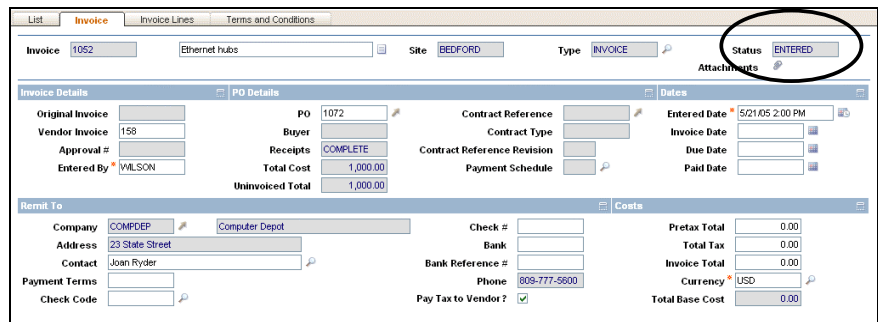 List Invoice Invoice Lines Terms and Conditions
Invoice 1052 Ethernet hubs Site BEDFORD Type INVOICE Status ENTERED
Attachments
Invoice Details PO Details Dates
Original Invoice PO 1072 Contract Reference Entered Date * 5/21/05 2:00 PM
Vendor Invoice 158 Buyer Contract Type Invoice Date
Approval # Receipts COMPLETE Contract Reference Revision Due Date
Entered By * WILSON Total Cost 1,000.00 Payment Schedule Paid Date
Uninvoiced Total 1,000.00
Remit To Costs
Company COMPDEP Computer Depot Check # Pretax Total 0.00
Address 23 State Street Bank Total Tax 0.00
Contact Joan Ryder Bank Reference # Invoice Total 0.00
Payment Terms Phone 809-777-5600 Currency * USD
Check Code Pay Tax to Vendor? Total Base Cost 0.00